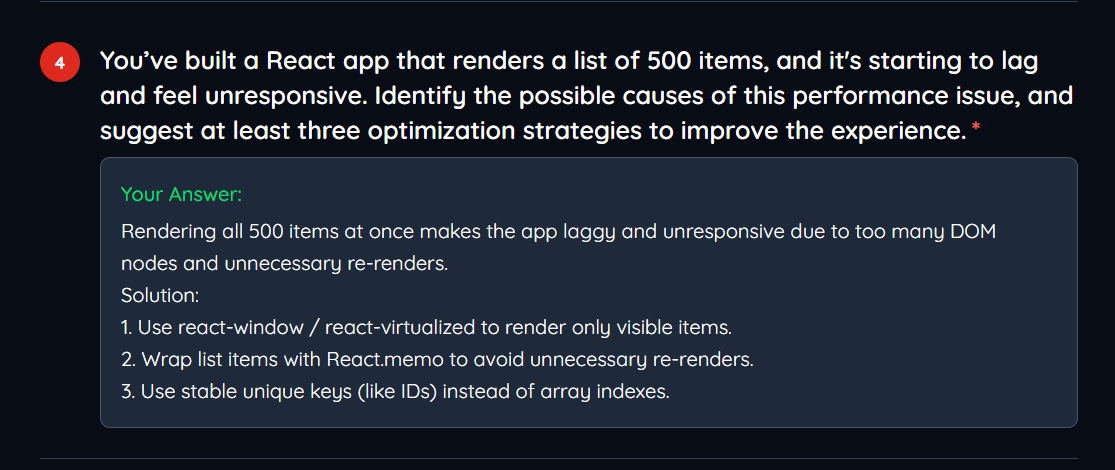 4
You’ve built a React app that renders a list of 500 items, and it's starting to lag
and feel unresponsive. Identify the possible causes of this performance issue, and
suggest at least three optimization strategies to improve the experience. *
Your Answer:
Rendering all 500 items at once makes the app laggy and unresponsive due to too many DOM
nodes and unnecessary re-renders.
Solution:
1. Use react-window / react-virtualized to render only visible items.
2. Wrap list items with React.memo to avoid unnecessary re-renders.
3. Use stable unique keys (like IDs) instead of array indexes.